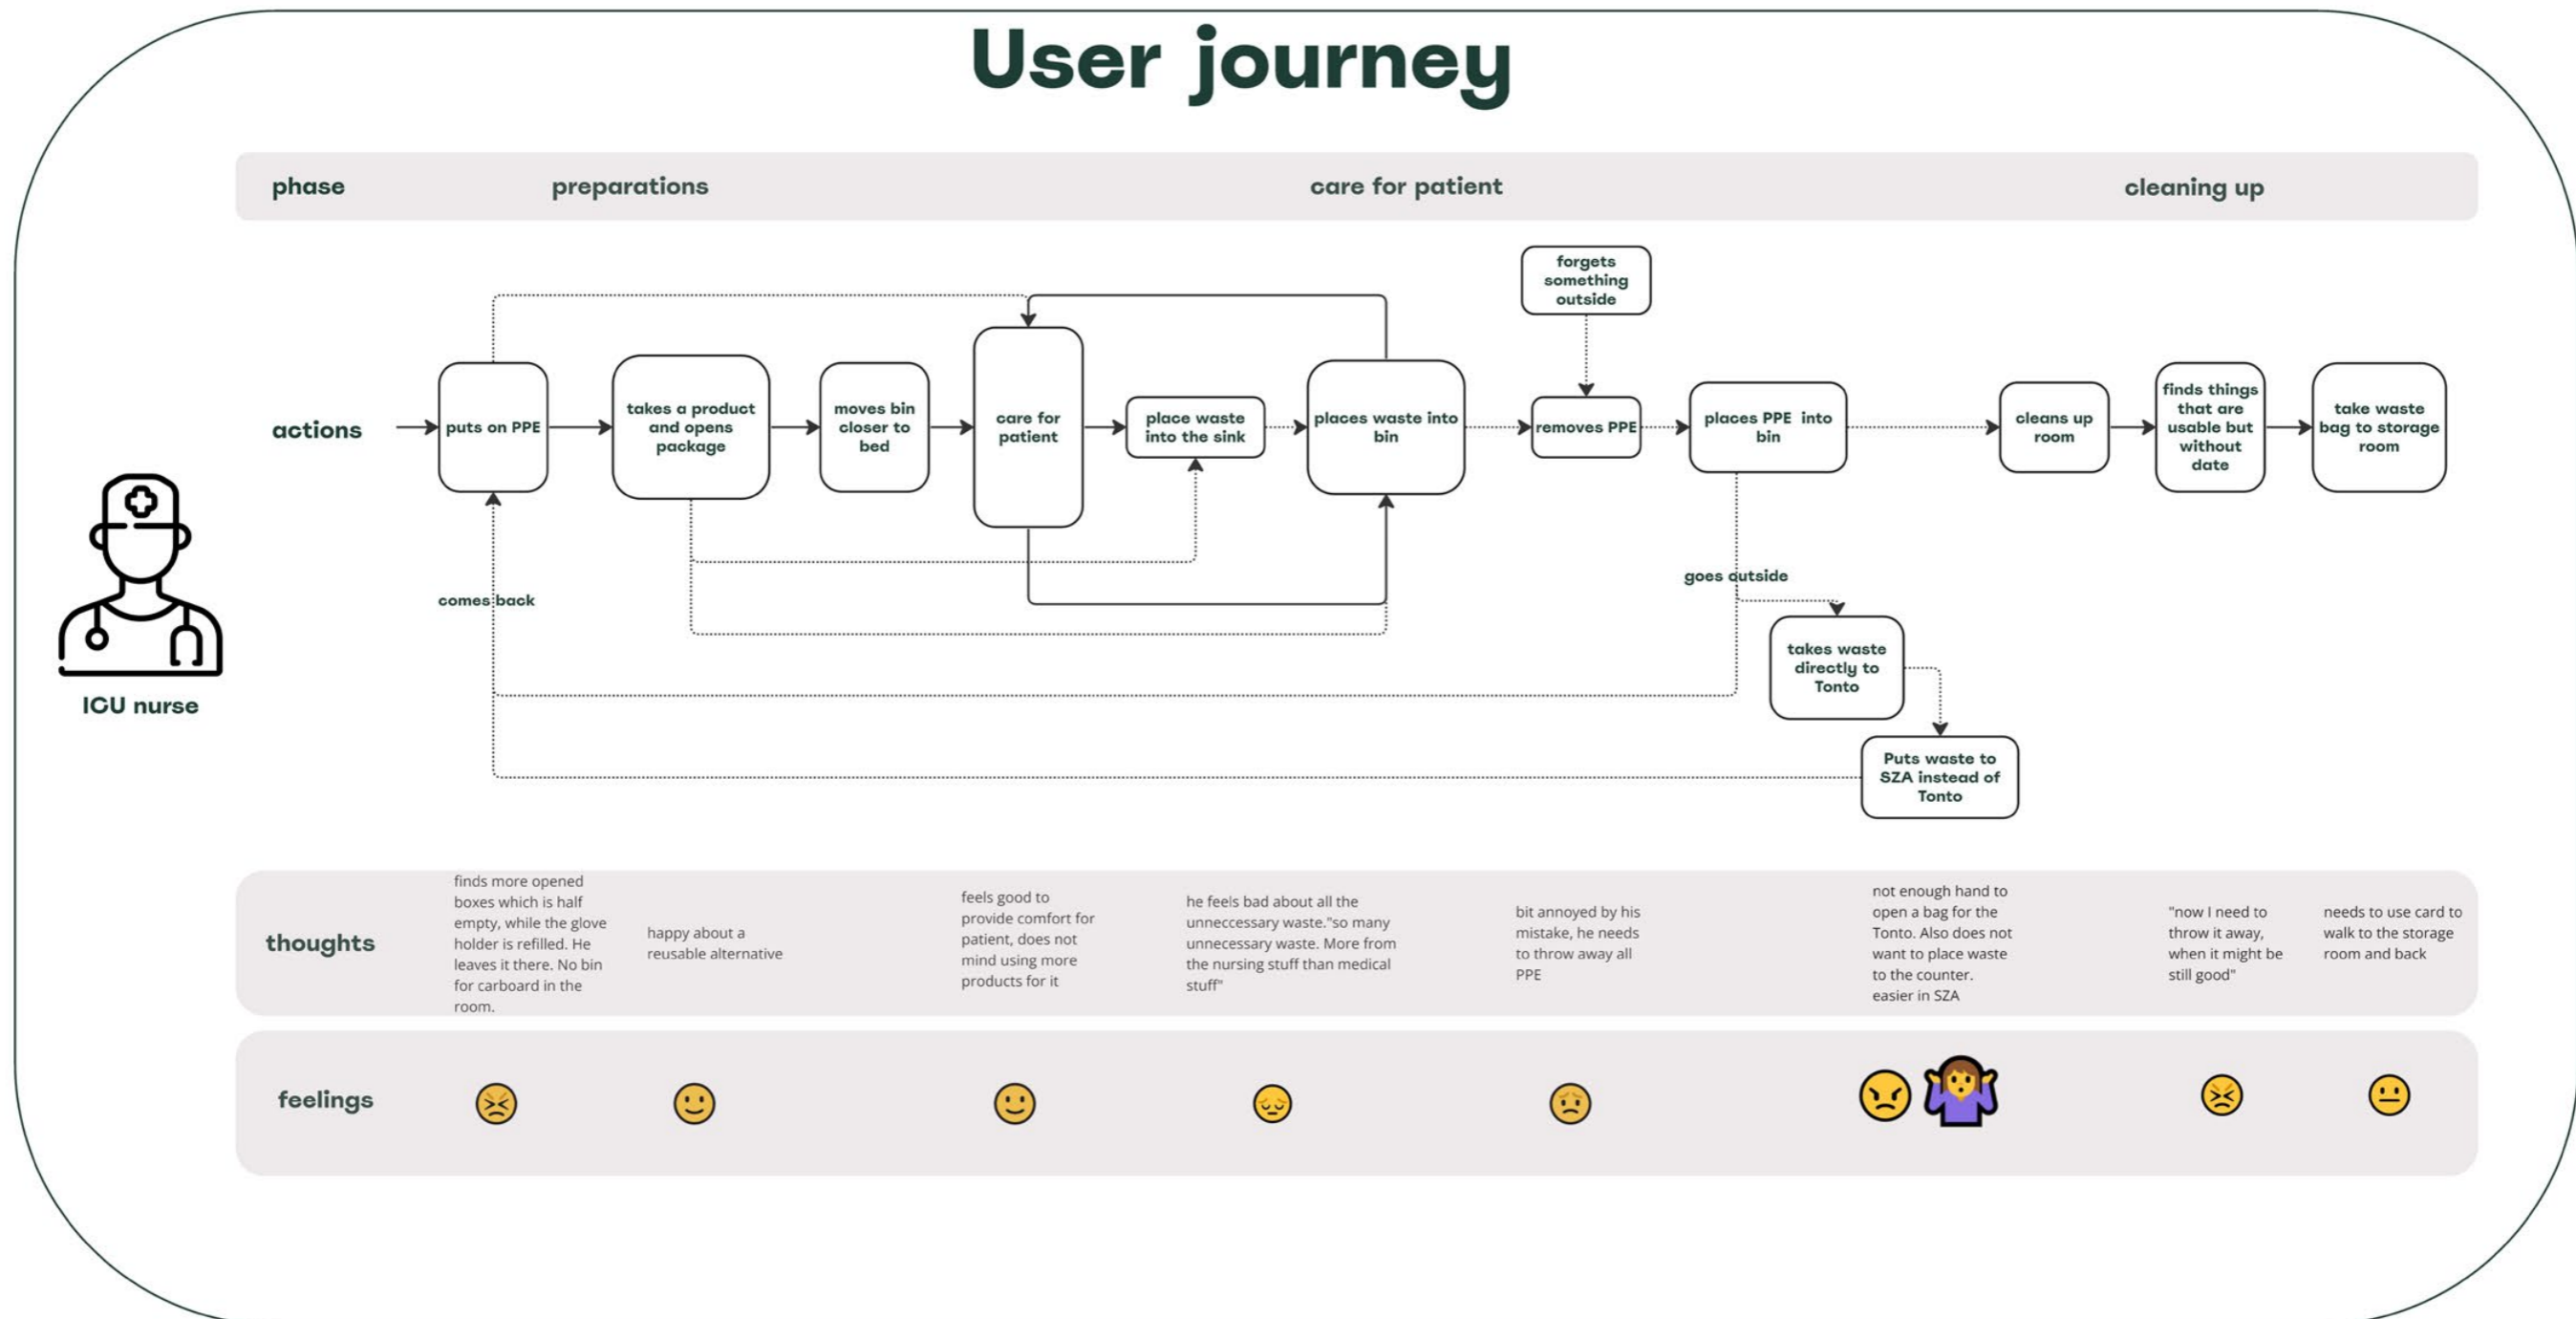 User journey
phase
preparations
care for patient
cleaning up
forgets
something
outside
actions
puts on PPE
takes a product
and opens
package
moves bin
closer to
bed
care for
patient
place waste
into the sink
places waste into
bin
removes PPE
places PPE into
bin
cleans up
room
finds things
that are
usable but
without
date
take waste
bag to storage
room
comes back
goes outside
takes waste
directly to
Tonto
Puts waste to
SZA instead of
Tonto
ICU nurse
thoughts
finds more opened
boxes which is half
empty, while the glove
holder is refilled. He
leaves it there. No bin
for carboard in the
room.
happy about a
reusable alternative
feels good to
provide comfort for
patient, does not
mind using more
products for it
he feels bad about all the
unneccessary waste."so many
unnecessary waste. More from
the nursing stuff than medical
stuff"
bit annoyed by his
mistake, he needs
to throw away all
PPE
not enough hand to
open a bag for the
Tonto. Also does not
want to place waste
to the counter.
easier in SZA
"now I need to
throw it away,
when it might be
still good"
needs to use card to
walk to the storage
room and back
feelings